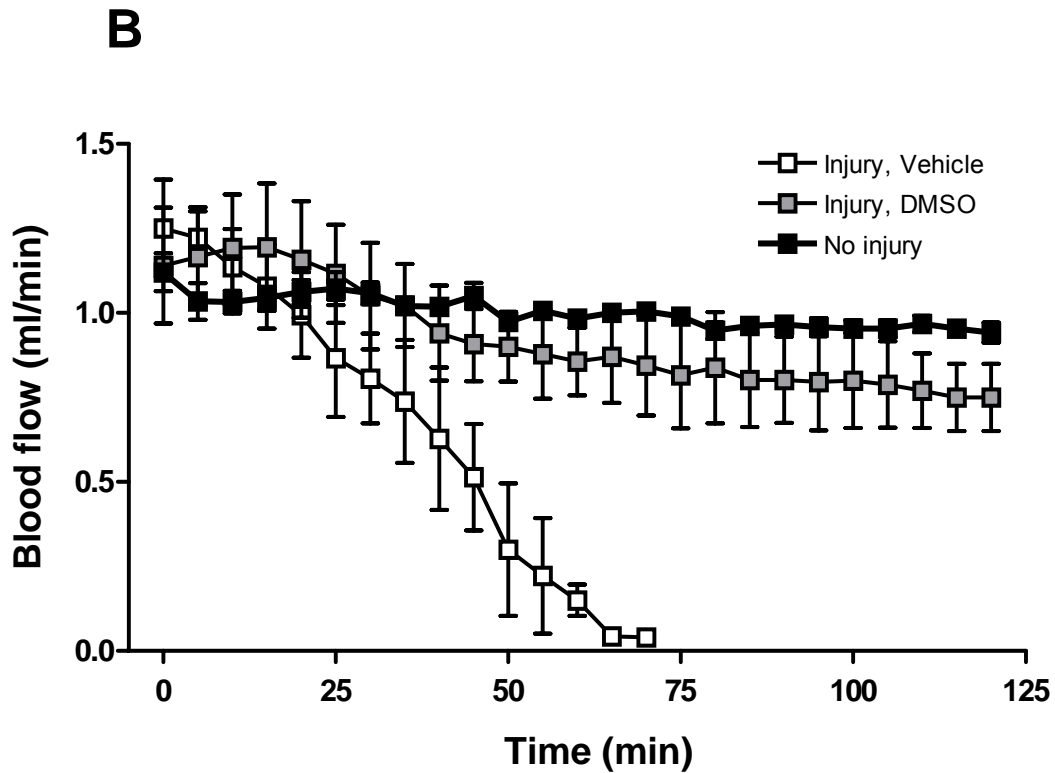 B
1.5
1.0
0.5
0.0
Blood flow (ml/min)
Injury, Vehicle
Injury, DMSO
No injury
0 25 50 75 100 125
Time (min)